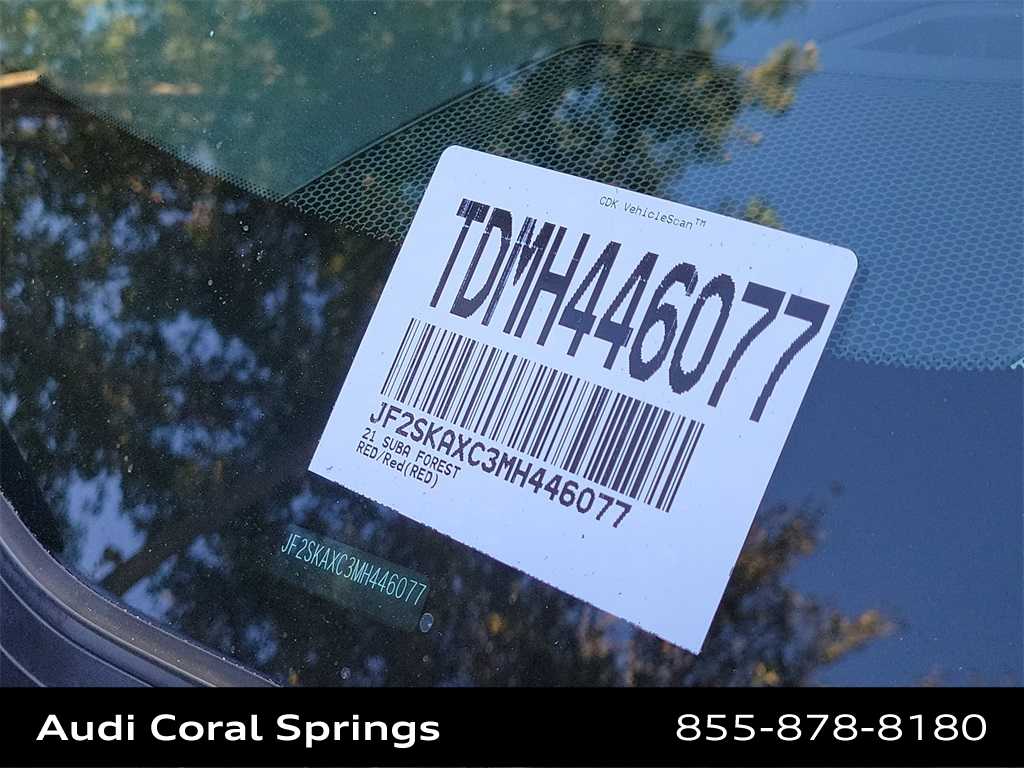 CDK VehicleScan™
TDMH446077
JF2SKAXC3MH446077
21 SUBA FOREST
RED/Red(RED)
JF2SKAXC3MH446077
Audi Coral Springs
855-878-8180